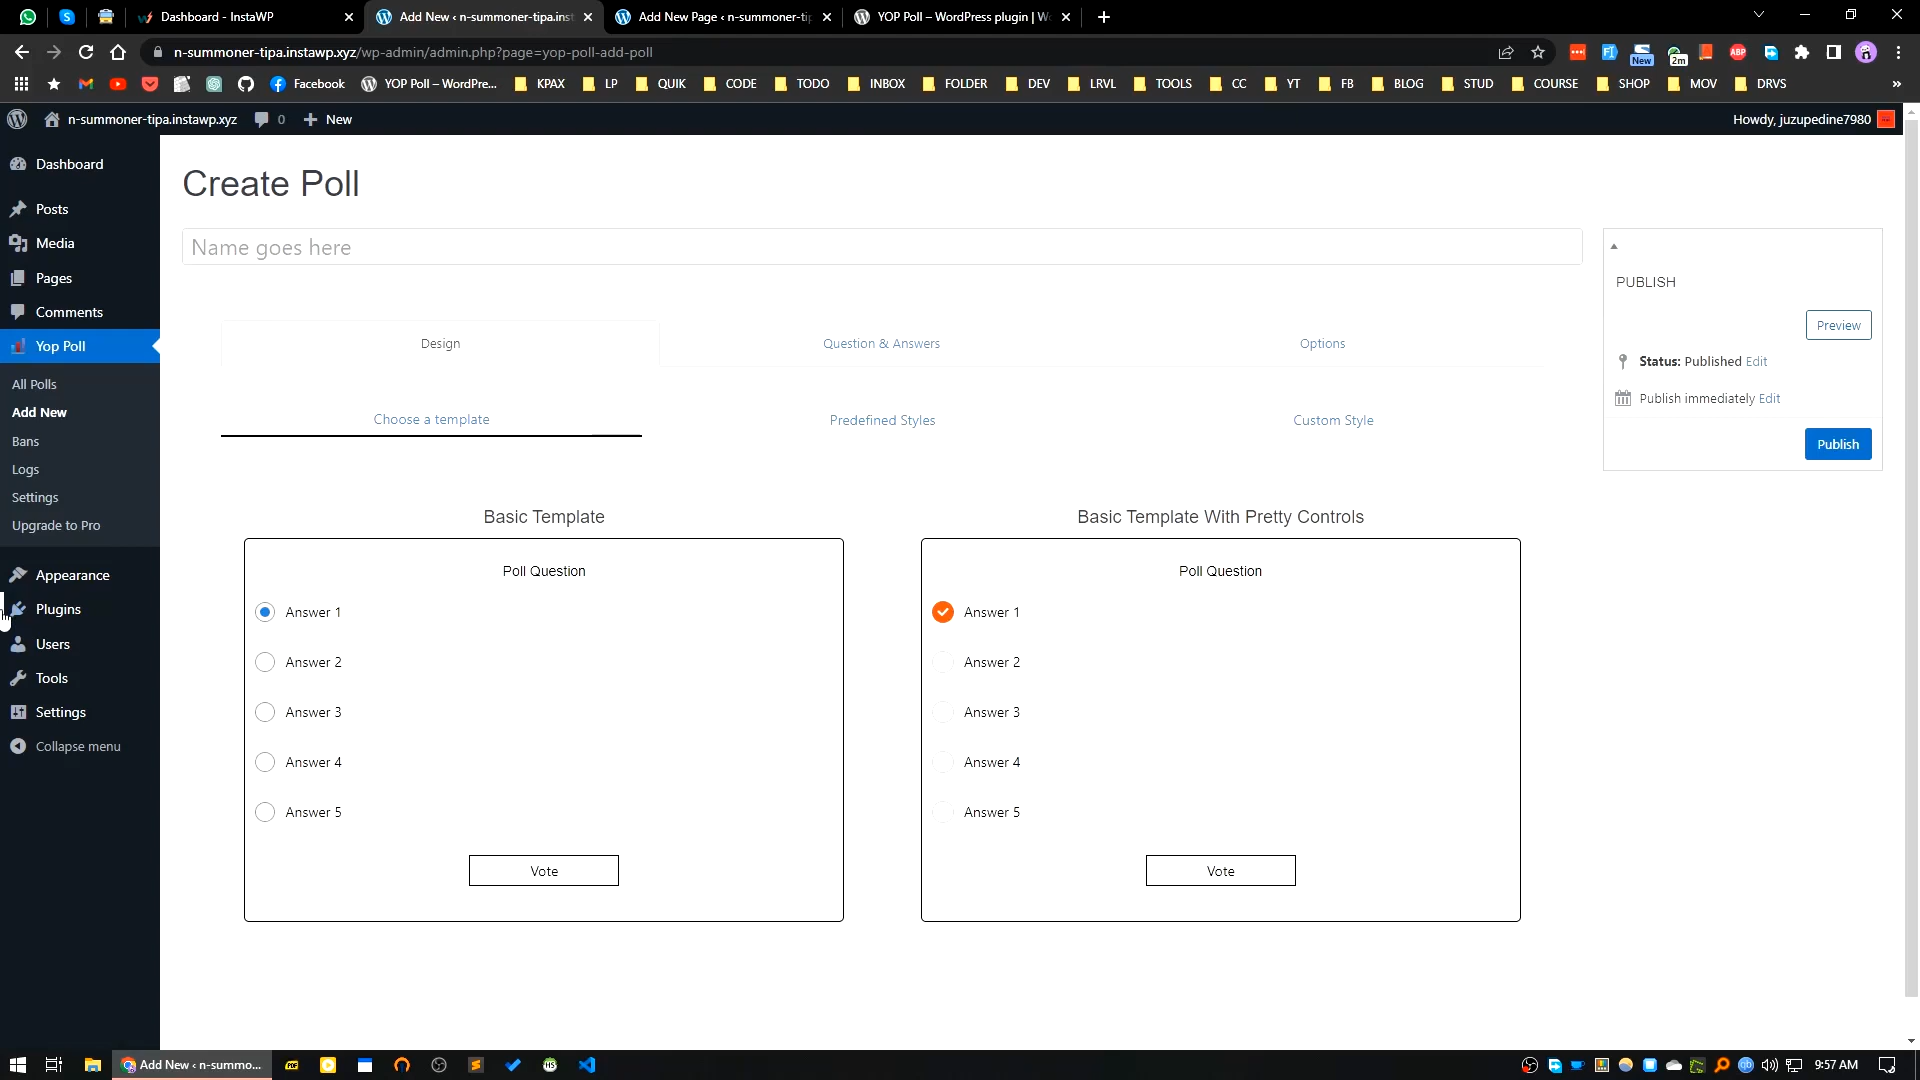 Dashboard - InstaWP
Add New ‹ n-summoner-tipa.inst
Add New Page ‹ n-summoner-tip
YOP Poll – WordPress plugin | W
n-summoner-tipa.instawp.xyz/wp-admin/admin.php?page=yop-poll-add-poll
New
2m
ABP
Facebook
YOP Poll – WordPre...
KPAX
LP
QUIK
CODE
TODO
INBOX
FOLDER
DEV
LRVL
TOOLS
CC
YT
FB
BLOG
STUD
COURSE
SHOP
MOV
DRVS
»
n-summoner-tipa.instawp.xyz
0
New
Howdy, juzupedine7980
Dashboard
Posts
Media
Pages
Comments
Yop Poll
All Polls
Add New
Bans
Logs
Settings
Upgrade to Pro
Appearance
Plugins
Users
Tools
Settings
Collapse menu
Create Poll
Name goes here
Design
Question & Answers
Options
Choose a template
Predefined Styles
Custom Style
Basic Template
Poll Question
Answer 1
Answer 2
Answer 3
Answer 4
Answer 5
Vote
Basic Template With Pretty Controls
Poll Question
Answer 1
Answer 2
Answer 3
Answer 4
Answer 5
Vote
PUBLISH
Preview
Status: Published Edit
Publish immediately Edit
Publish
Add New ‹ n-summo...
9:57 AM